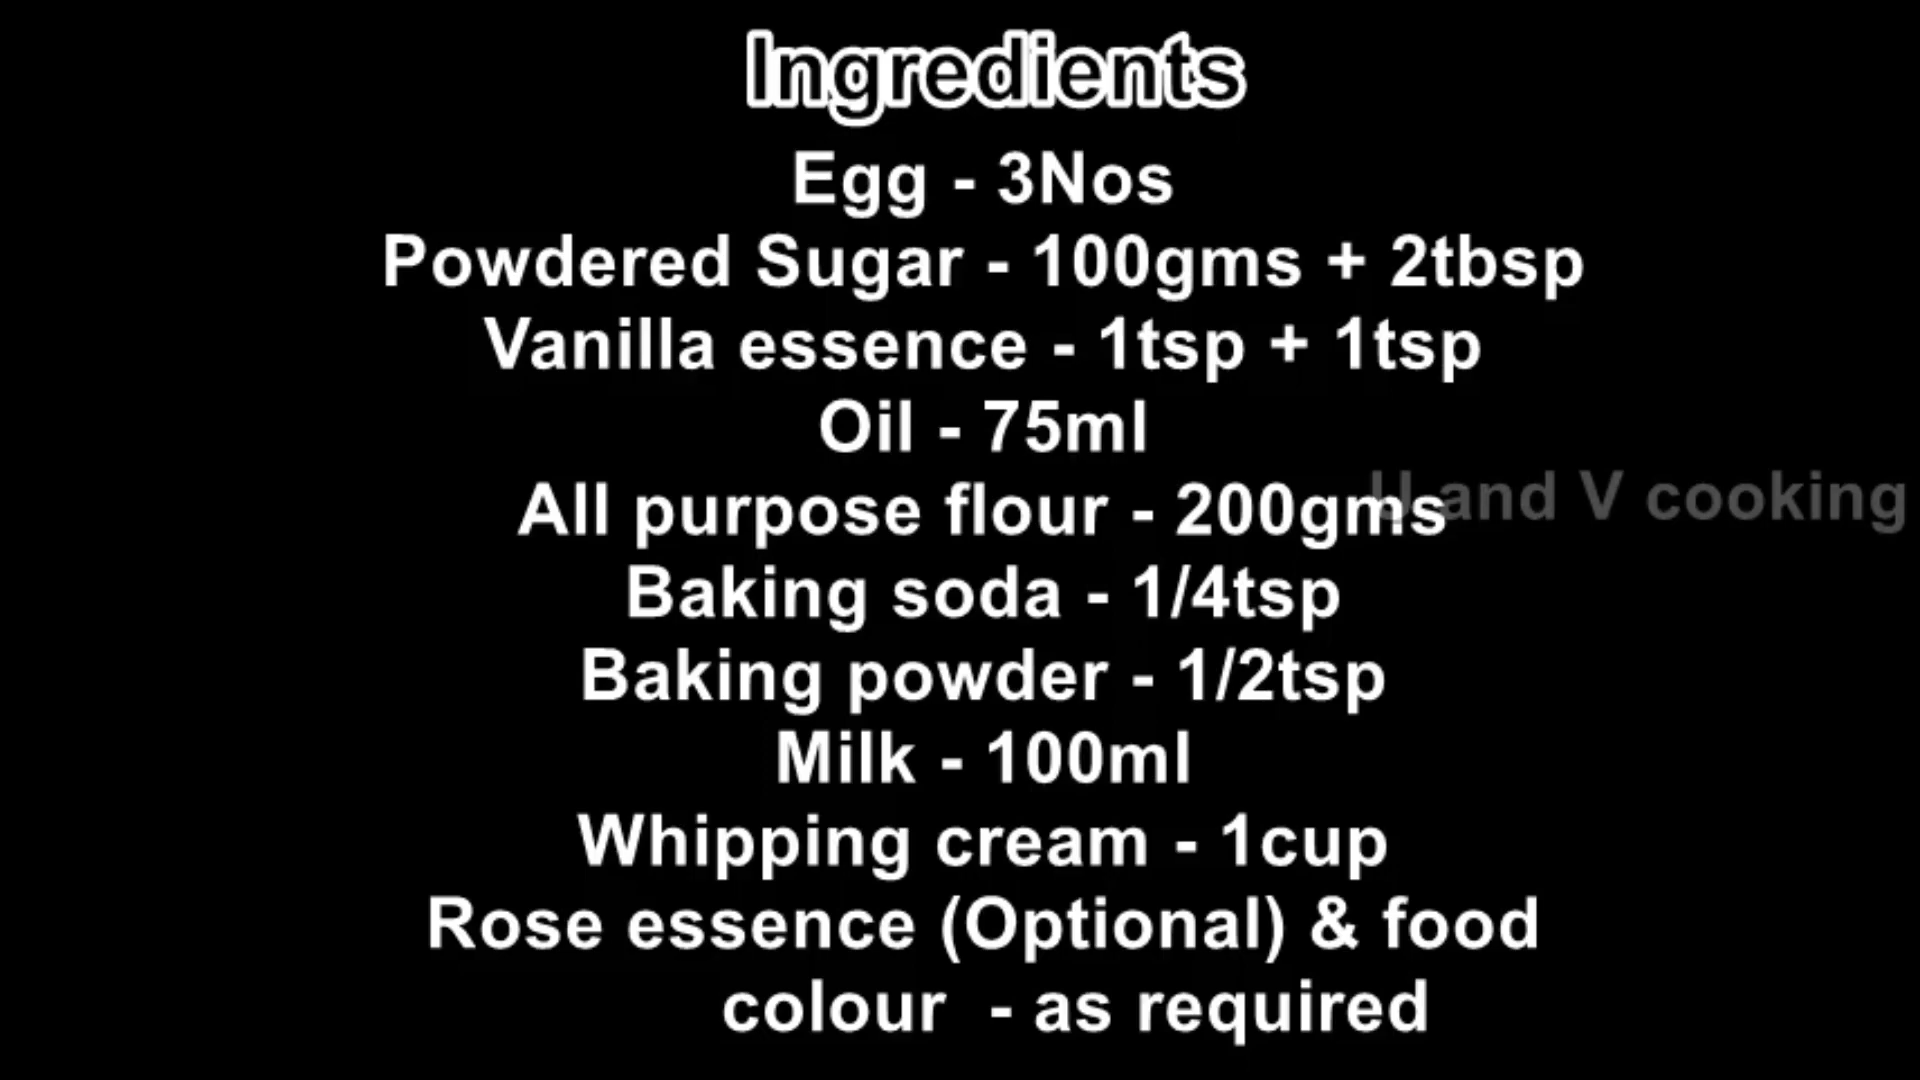 Ingredients
Egg - 3Nos
Powdered Sugar - 100gms + 2tbsp
Vanilla essence - 1tsp + 1tsp
Oil - 75ml
All purpose flour - 200gms
U and V cooking
Baking soda - 1/4tsp
Baking powder - 1/2tsp
Milk - 100ml
Whipping cream - 1cup
Rose essence (Optional) & food
colour - as required